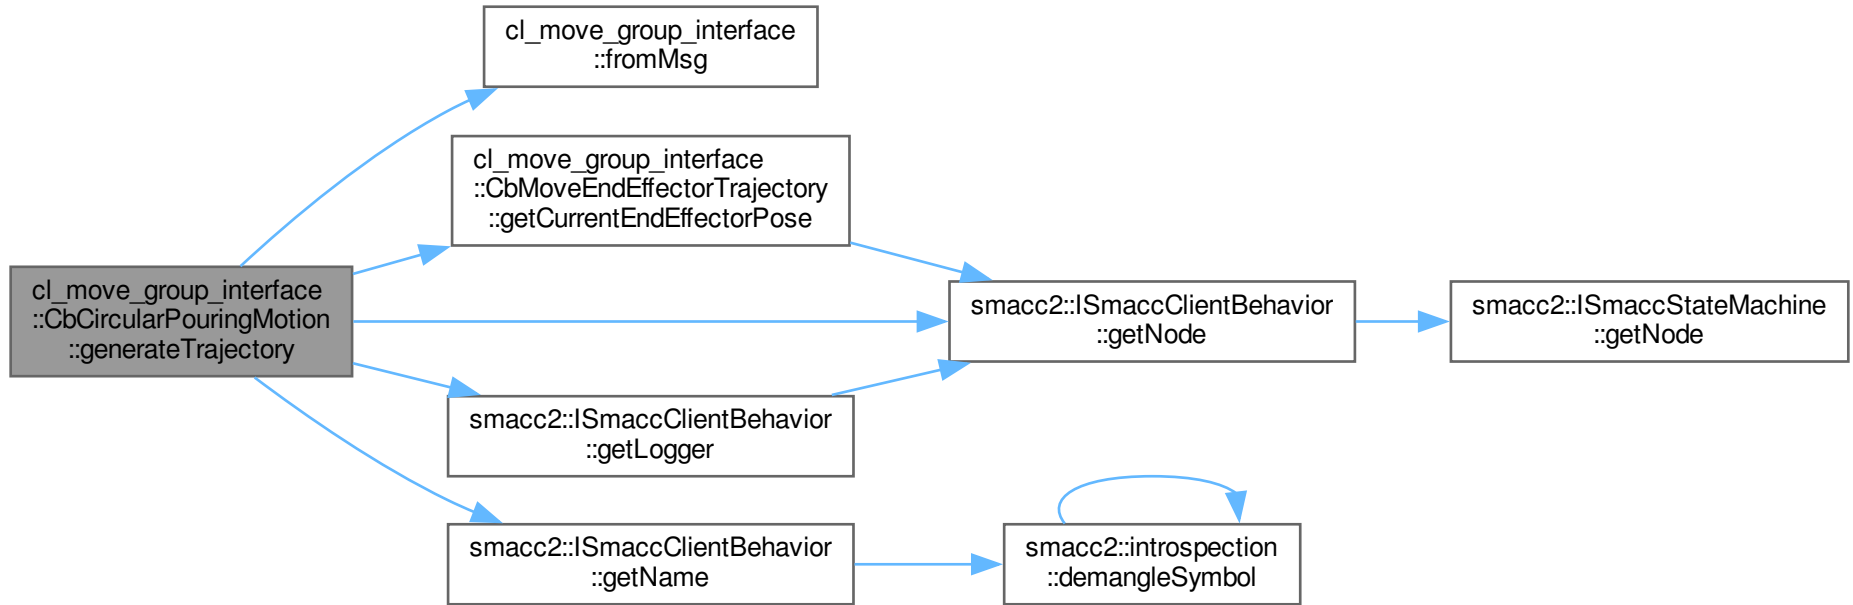 cl_move_group_interface
::fromMsg
cl_move_group_interface
::CbMoveEndEffectorTrajectory
::getCurrentEndEffectorPose
cl_move_group_interface
::CbCircularPouringMotion
::generateTrajectory
smacc2::ISmaccClientBehavior
::getNode
smacc2::ISmaccStateMachine
::getNode
smacc2::ISmaccClientBehavior
::getLogger
smacc2::ISmaccClientBehavior
::getName
smacc2::introspection
::demangleSymbol